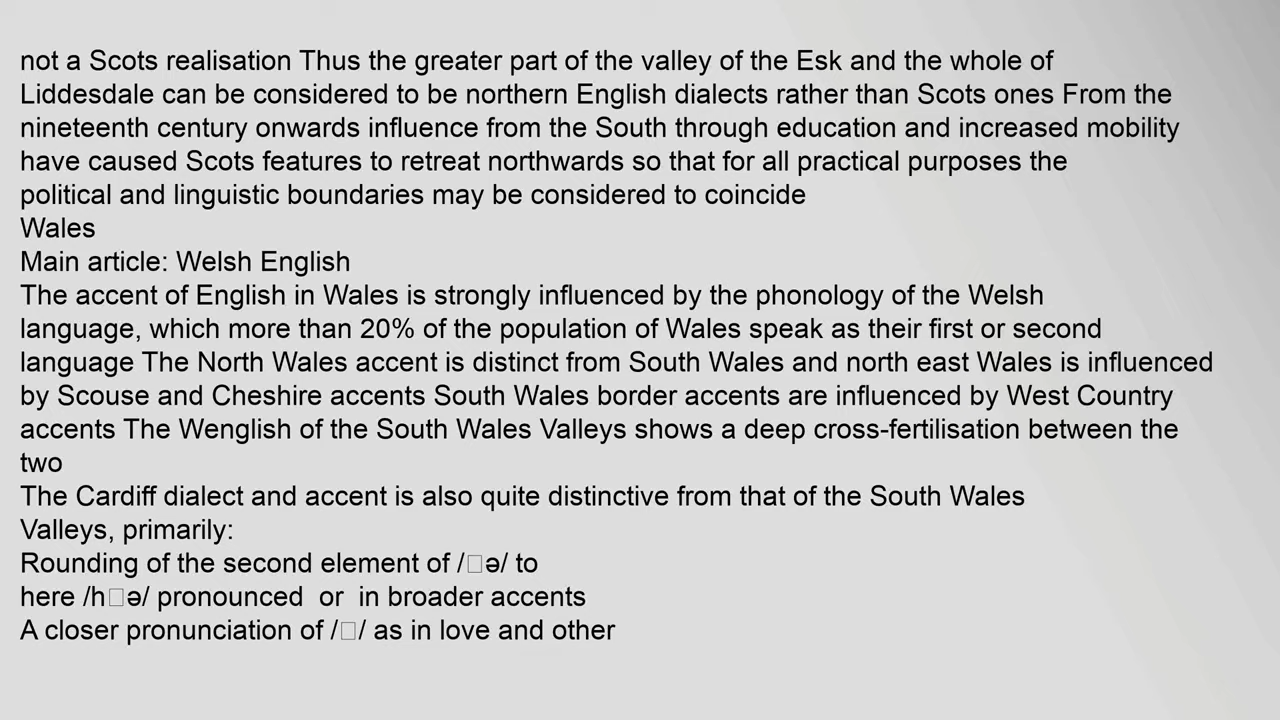 not a Scots realisation Thus the greater part of the valley of the Esk and the whole of
Liddesdale can be considered to be northern English dialects rather than Scots ones From the
nineteenth century onwards influence from the South through education and increased mobility
have caused Scots features to retreat northwards so that for all practical purposes the
political and linguistic boundaries may be considered to coincide
Wales
Main article: Welsh English
The accent of English in Wales is strongly influenced by the phonology of the Welsh
language, which more than 20% of the population of Wales speak as their first or second
language The North Wales accent is distinct from South Wales and north east Wales is influenced
by Scouse and Cheshire accents South Wales border accents are influenced by West Country
accents The Wenglish of the South Wales Valleys shows a deep cross-fertilisation between the
two
The Cardiff dialect and accent is also quite distinctive from that of the South Wales
Valleys, primarily:
Rounding of the second element of /□ə/ to
here /h□ə/ pronounced  or  in broader accents
A closer pronunciation of /□/ as in love and other